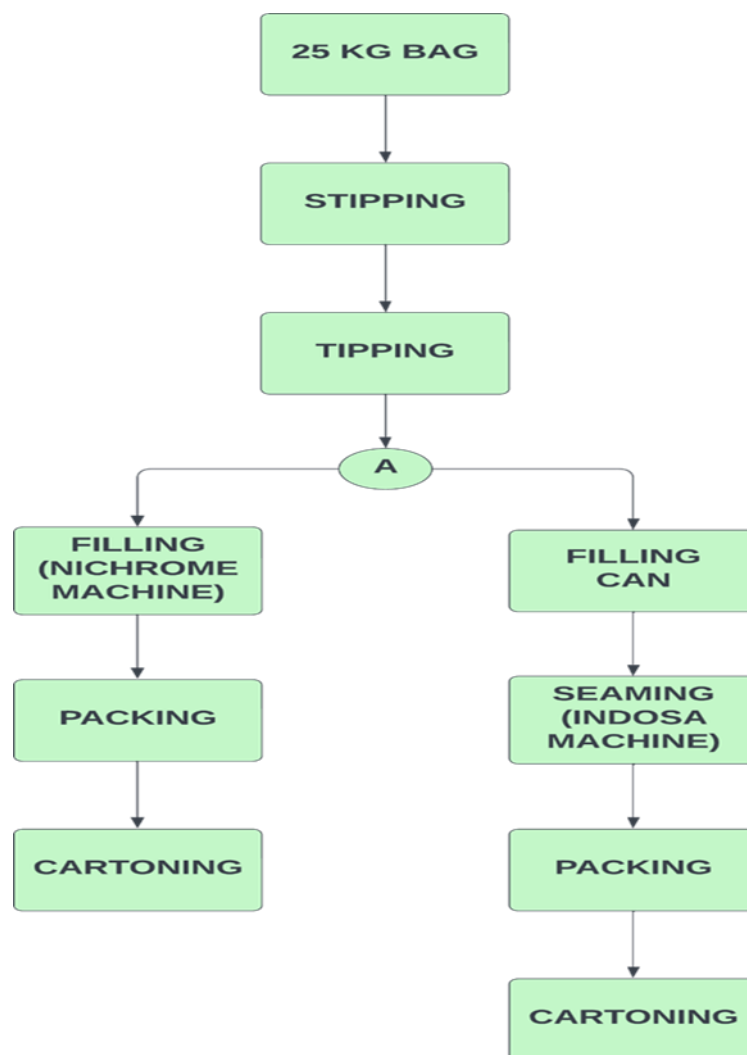 25 KG BAG
STIPPING
TIPPING
A
FILLING
(NICHROME
MACHINE)
PACKING
CARTONING
FILLING
CAN
SEAMING
(INDOSA
MACHINE)
PACKING
CARTONING